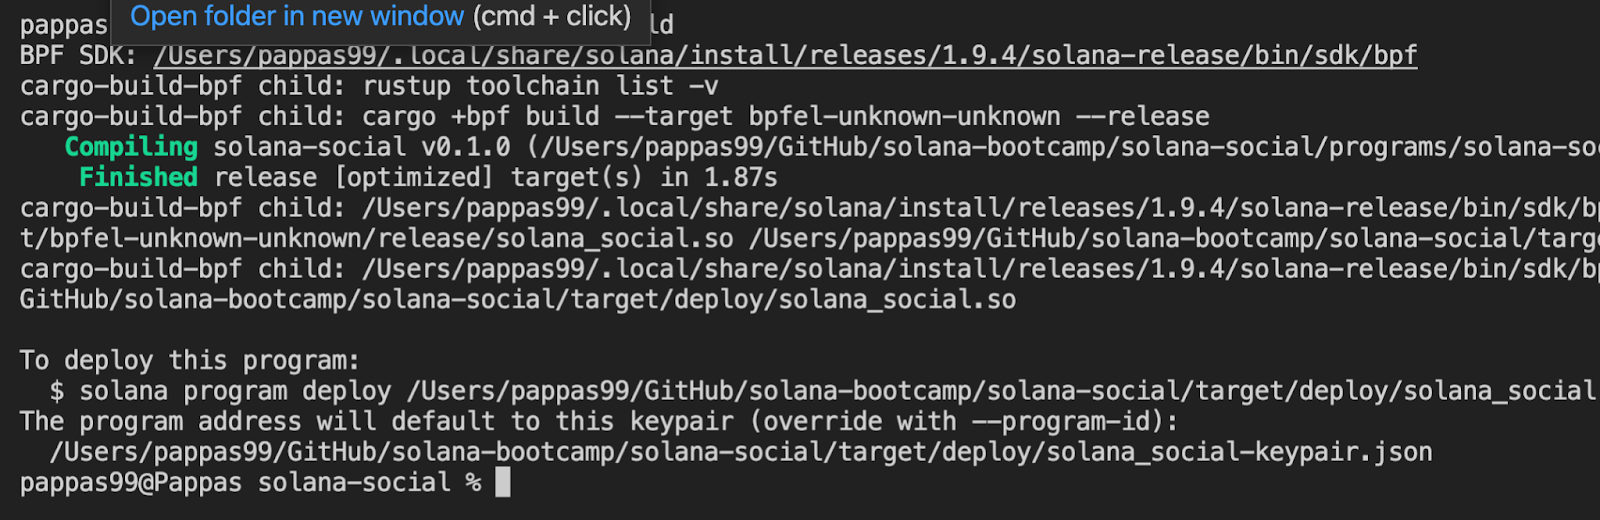 Open folder in new window (cmd + click)
pappas ld
BPF SDK: /Users/pappas99/.local/share/solana/install/releases/1.9.4/solana-release/bin/sdk/bpf
cargo-build-bpf child: rustup toolchain list -v
cargo-build-bpf child: cargo +bpf build --target bpfel-unknown-unknown --release
Compiling solana-social v0.1.0 (/Users/pappas99/GitHub/solana-bootcamp/solana-social/programs/solana-so
Finished release [optimized] target(s) in 1.87s
cargo-build-bpf child: /Users/pappas99/.local/share/solana/install/releases/1.9.4/solana-release/bin/sdk/bp
t/bpfel-unknown-unknown/release/solana_social.so /Users/pappas99/GitHub/solana-bootcamp/solana-social/targ
cargo-build-bpf child: /Users/pappas99/.local/share/solana/install/releases/1.9.4/solana-release/bin/sdk/bp
GitHub/solana-bootcamp/solana-social/target/deploy/solana_social.so
To deploy this program:
$ solana program deploy /Users/pappas99/GitHub/solana-bootcamp/solana-social/target/deploy/solana_social
The program address will default to this keypair (override with --program-id):
/Users/pappas99/GitHub/solana-bootcamp/solana-social/target/deploy/solana_social-keypair.json
pappas99@Pappas solana-social %